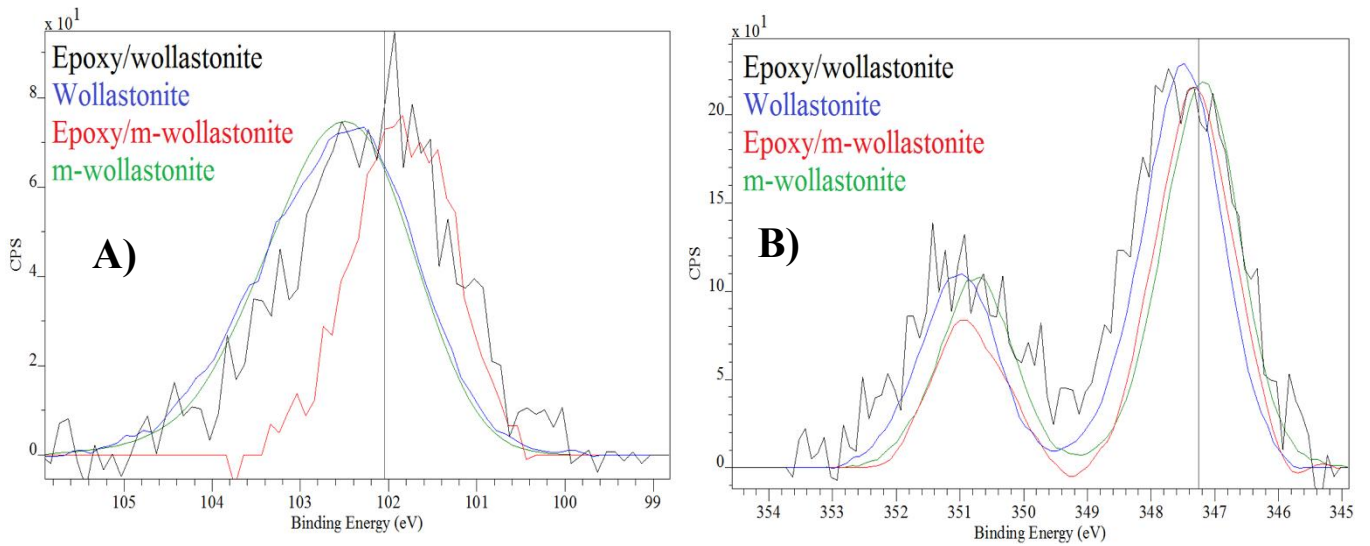 x 10¹
Epoxy/wollastonite
Wollastonite
Epoxy/m-wollastonite
m-wollastonite
A)
CPS
8
6
4
2
0
105 104 103 102 101 100 99
Binding Energy (eV)
x 10¹
Epoxy/wollastonite
Wollastonite
Epoxy/m-wollastonite
m-wollastonite
B)
CPS
20
15
10
5
0
354 353 352 351 350 349 348 347 346 345
Binding Energy (eV)